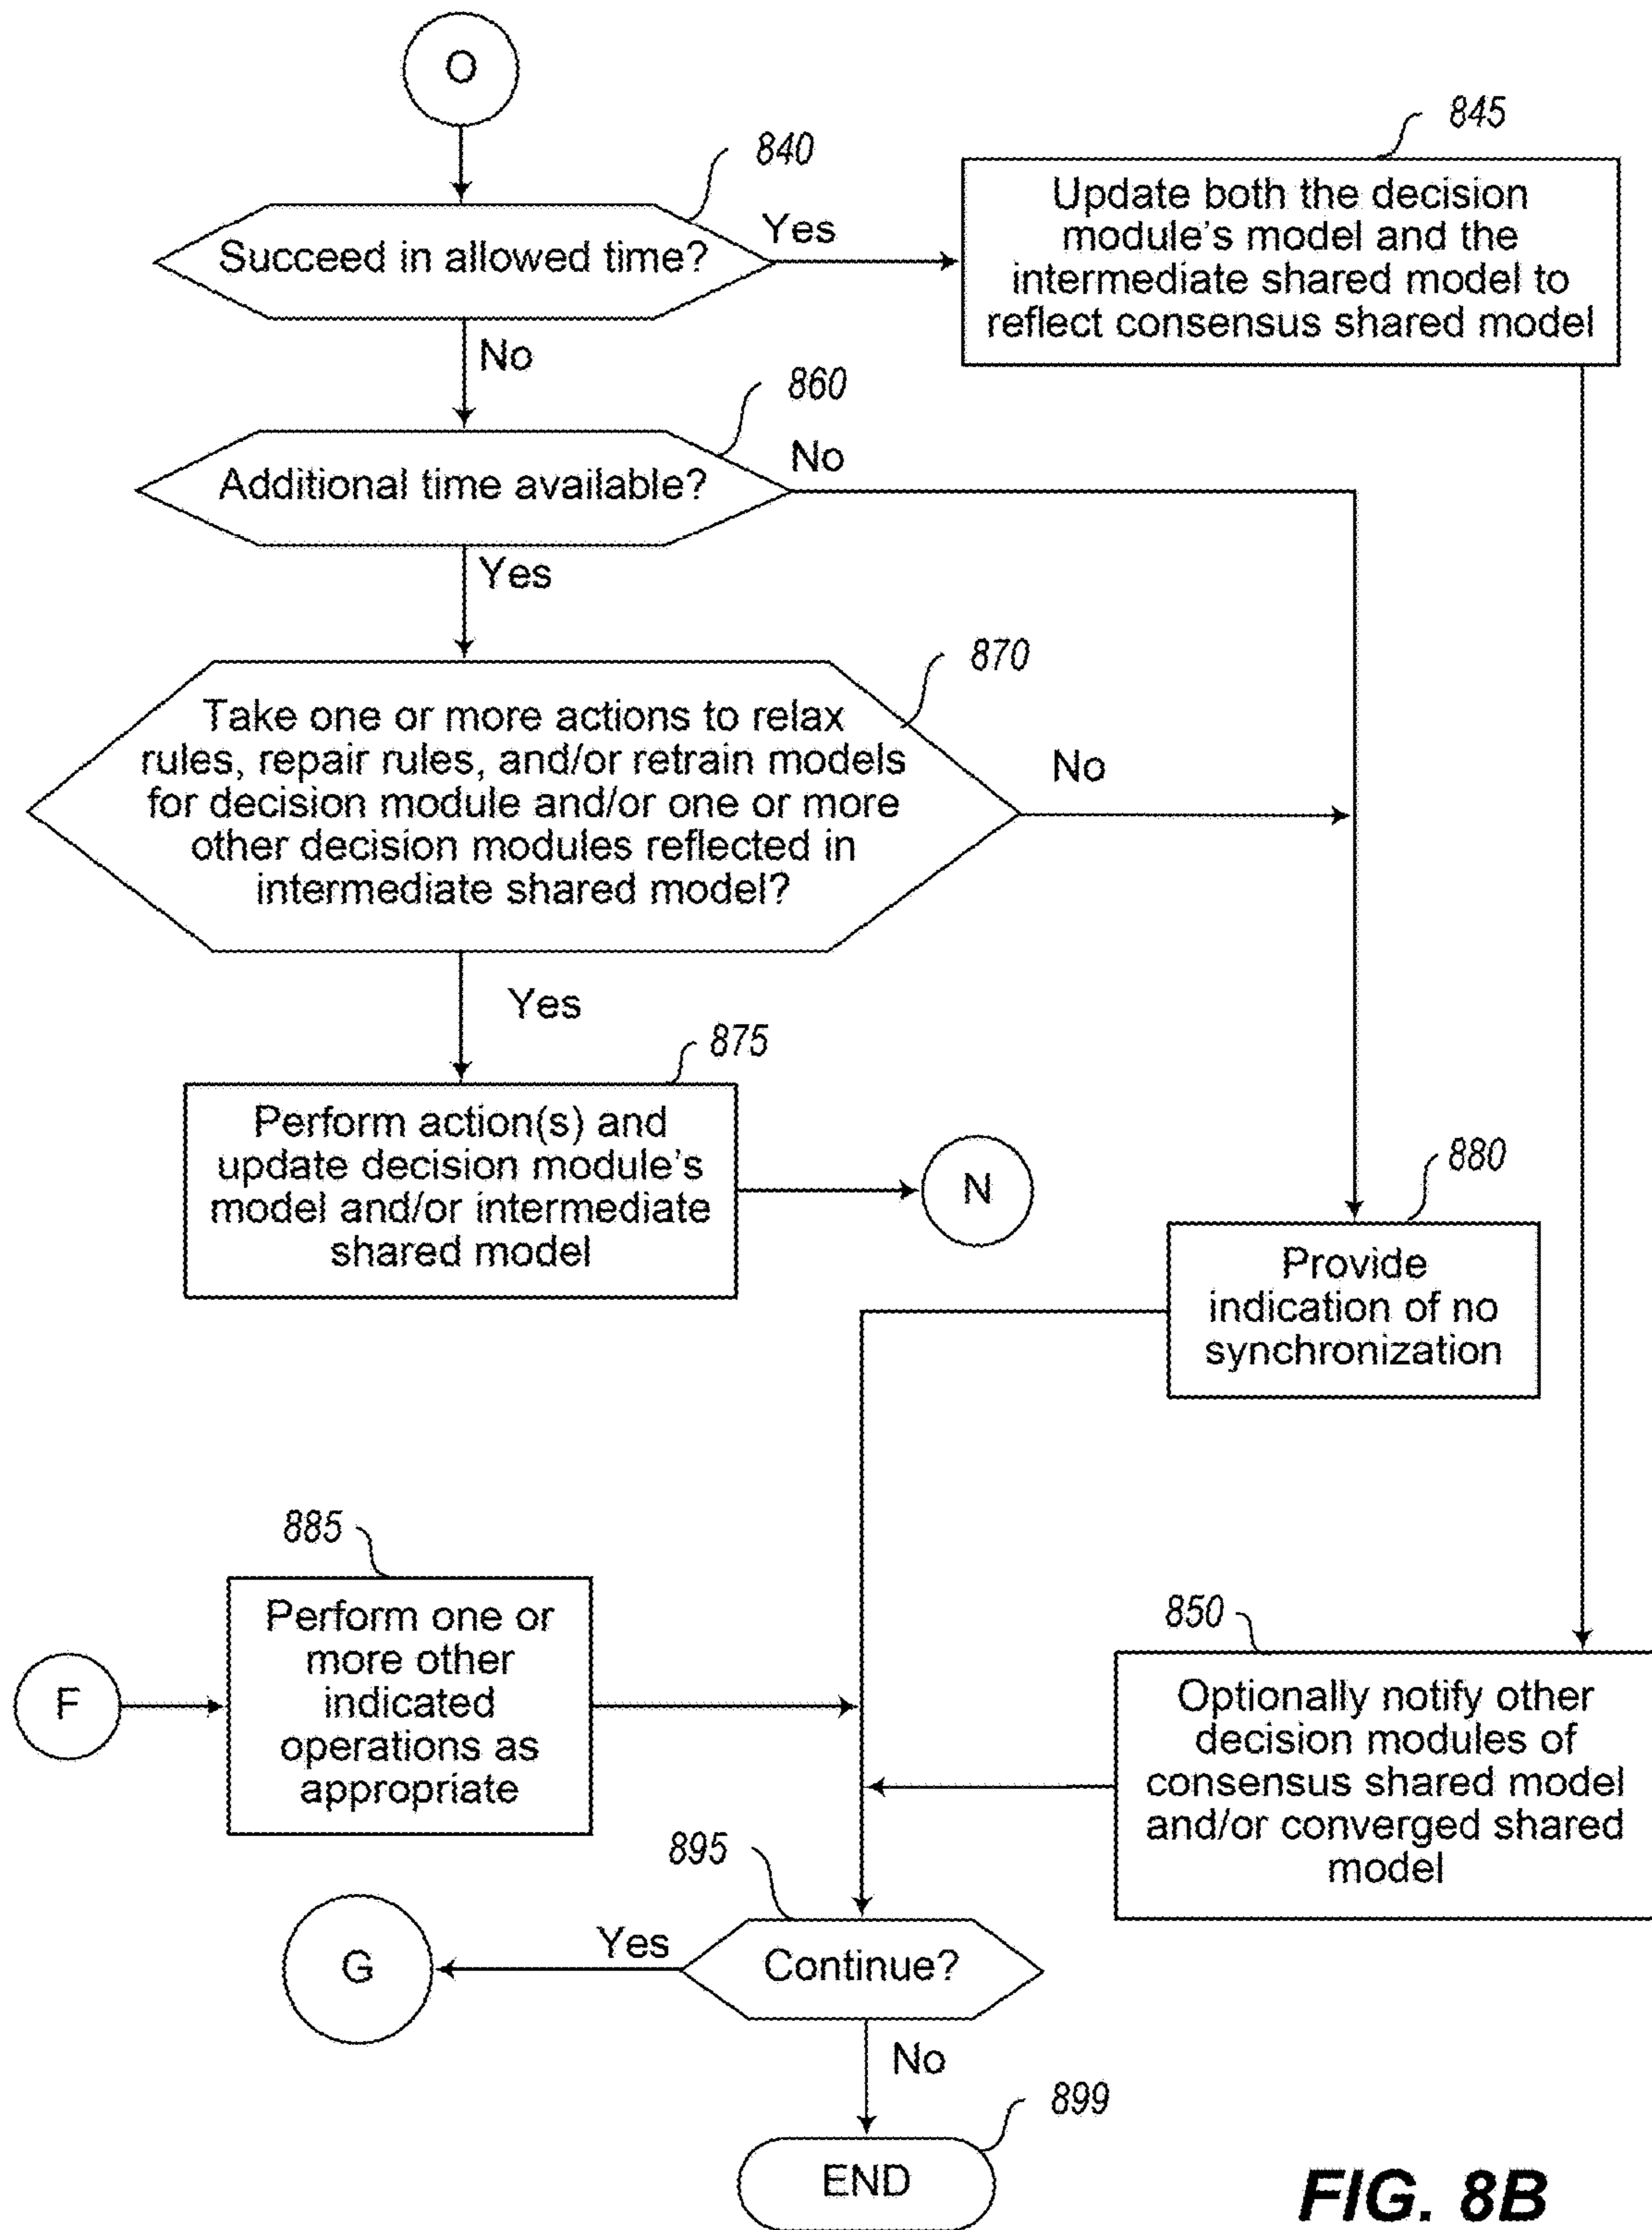 O
840
845
Succeed in allowed time?
Yes
Update both the decision
module's model and the
intermediate shared model to
reflect consensus shared model
No
860
Additional time available?
No
Yes
870
Take one or more actions to relax
rules, repair rules, and/or retrain models
for decision module and/or one or more
other decision modules reflected in
intermediate shared model?
No
Yes
875
Perform action(s) and
update decision module's
model and/or intermediate
shared model
N
880
Provide
indication of no
synchronization
885
F
Perform one or
more other
indicated
operations as
appropriate
850
Optionally notify other
decision modules of
consensus shared model
and/or converged shared
model
895
G
Yes
Continue?
No
899
END
FIG. 8B